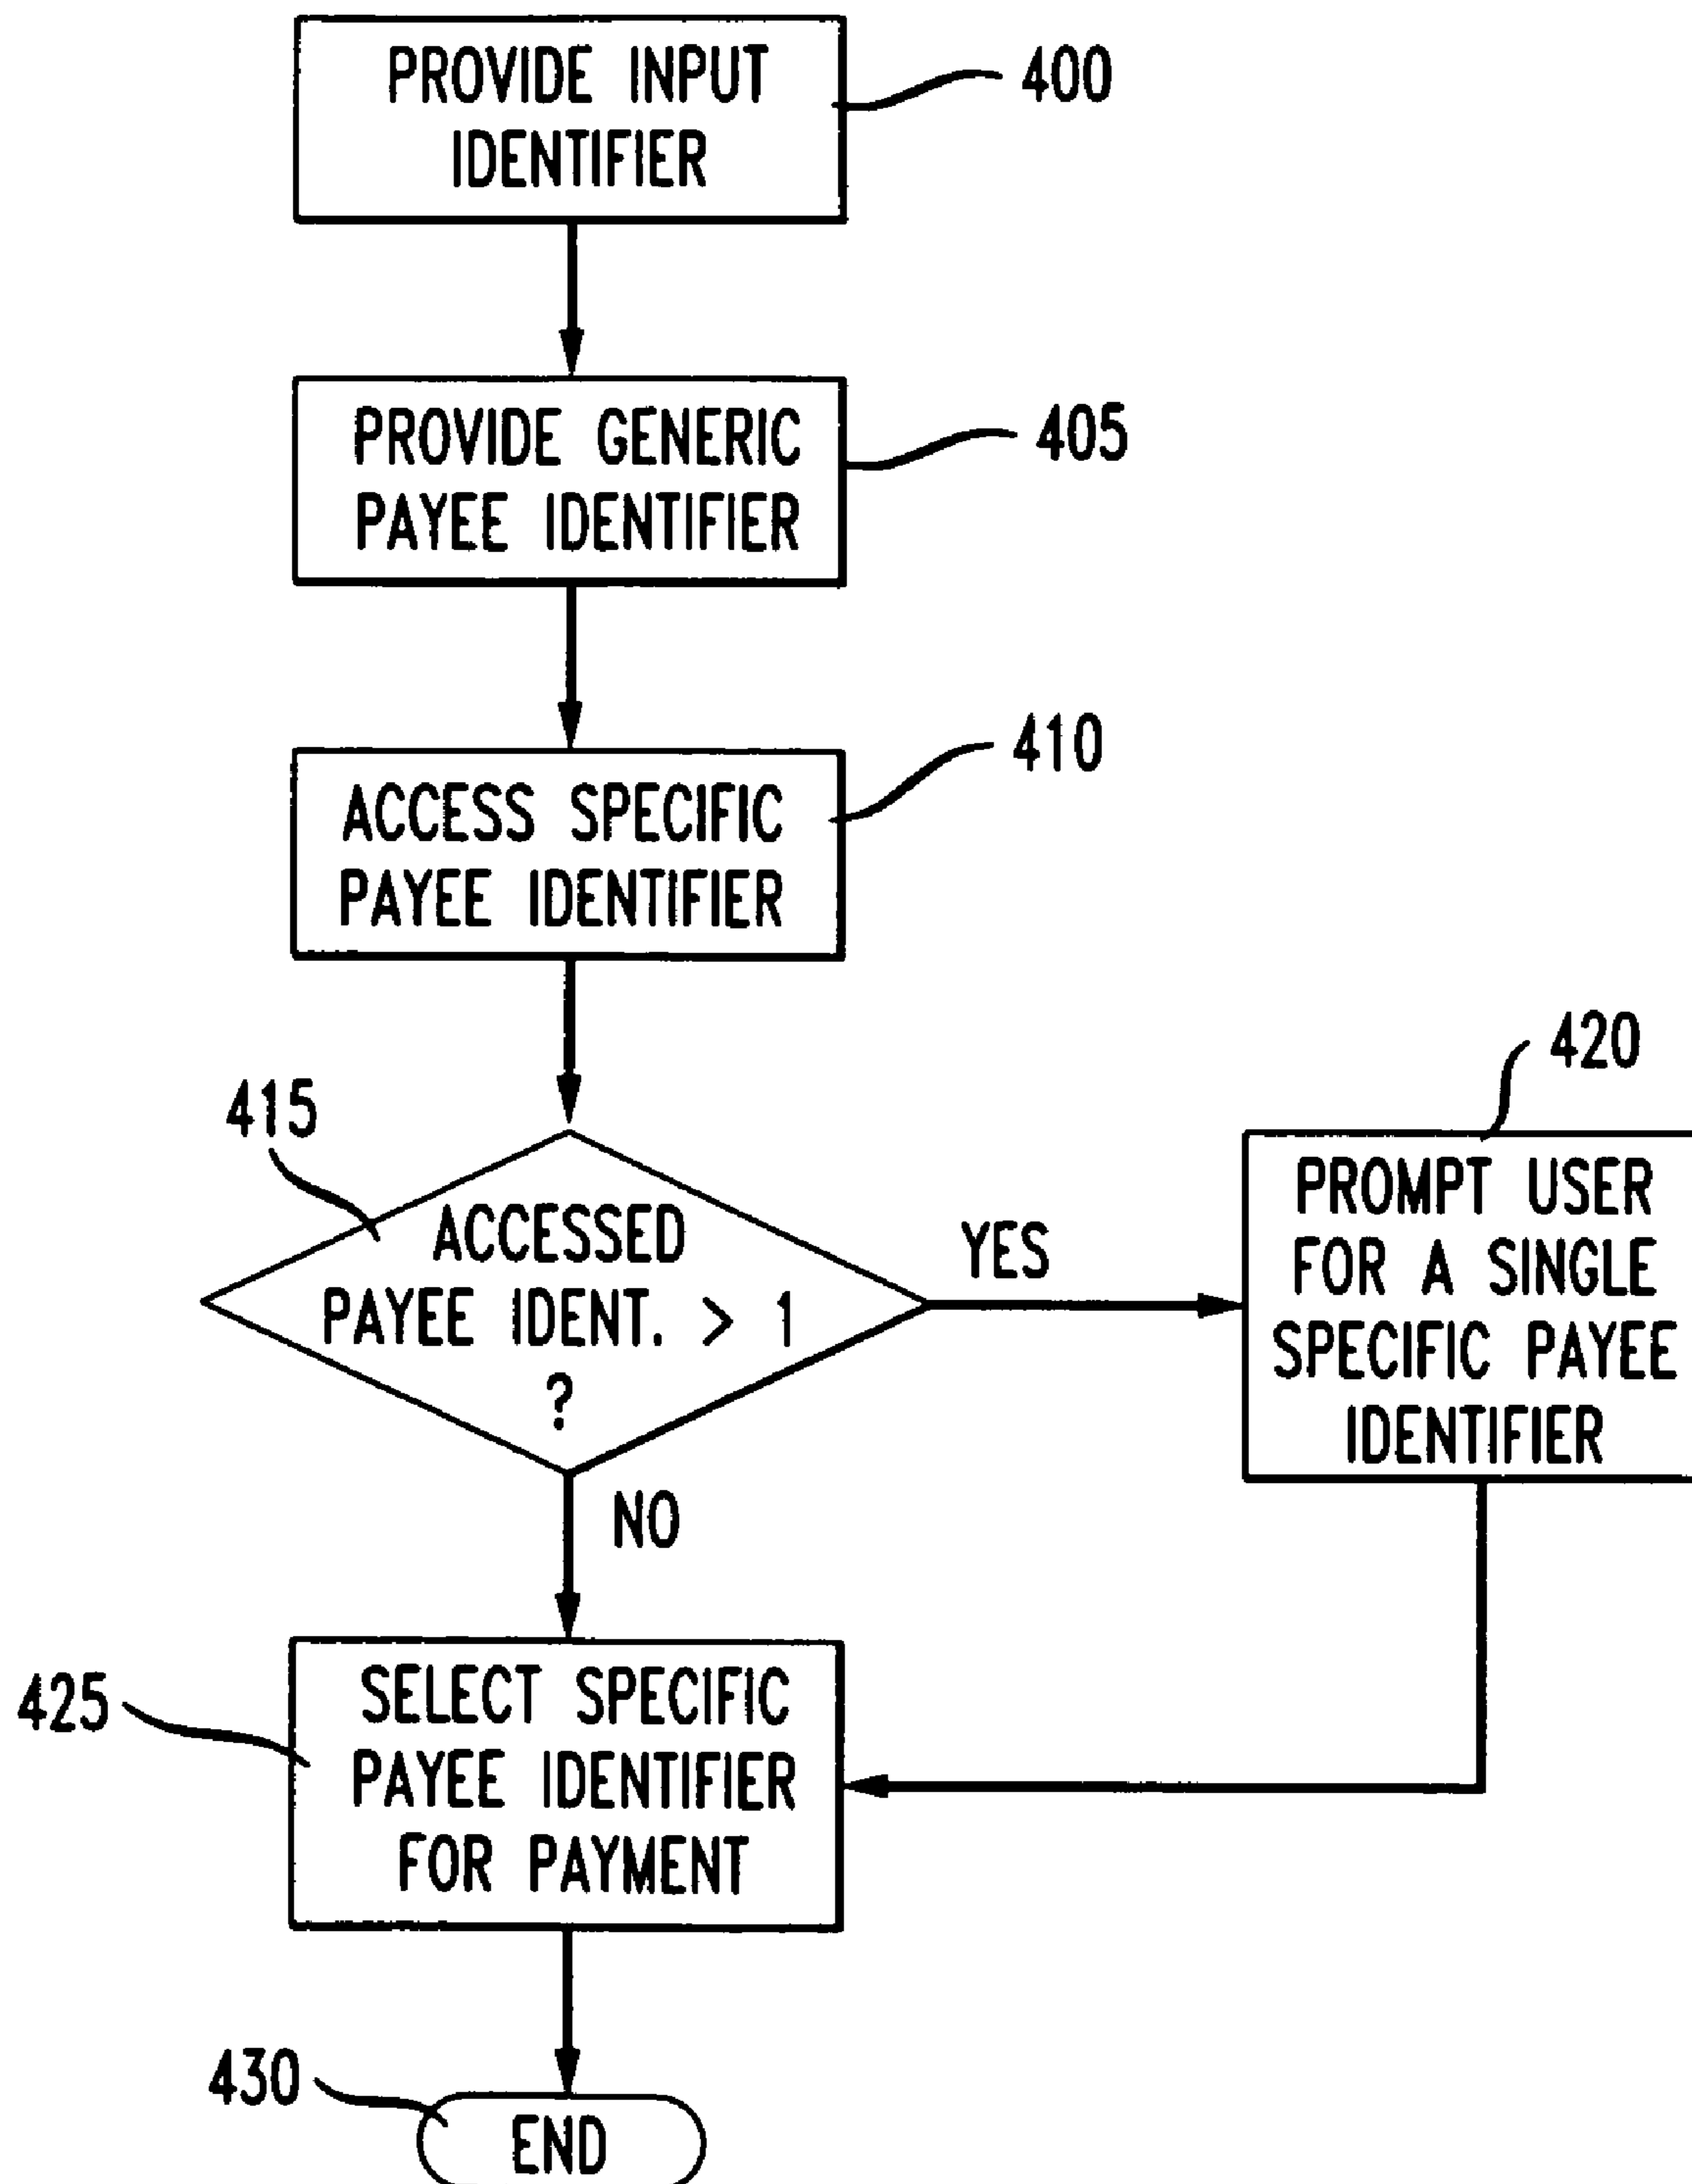 PROVIDE INPUT
IDENTIFIER
400
PROVIDE GENERIC
PAYEE IDENTIFIER
405
ACCESS SPECIFIC
PAYEE IDENTIFIER
410
415
ACCESSED
PAYEE IDENT. > 1
?
YES
NO
420
PROMPT USER
FOR A SINGLE
SPECIFIC PAYEE
IDENTIFIER
425
SELECT SPECIFIC
PAYEE IDENTIFIER
FOR PAYMENT
430
END